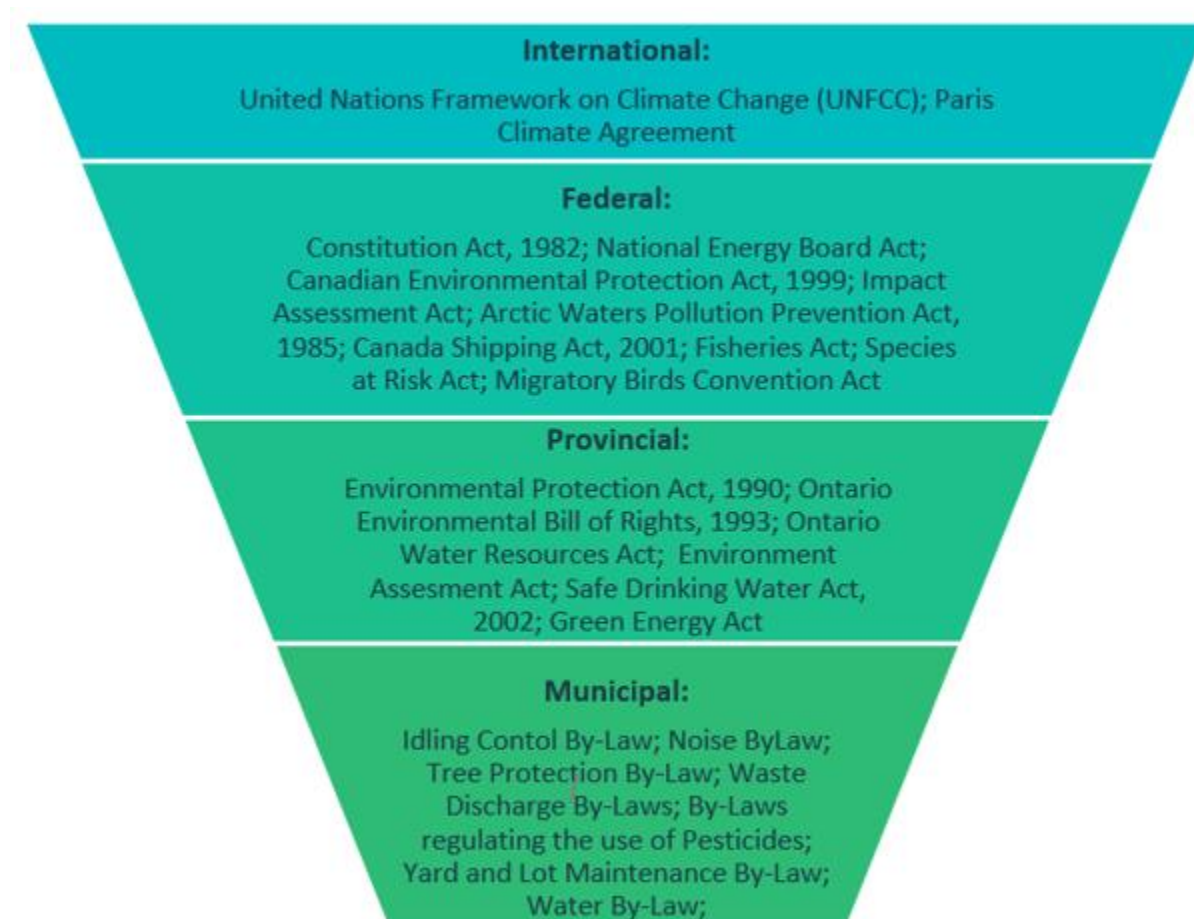 International:
United Nations Framework on Climate Change (UNFCC); Paris
Climate Agreement
Federal:
Constitution Act, 1982; National Energy Board Act;
Canadian Environmental Protection Act, 1999; Impact
Assessment Act; Arctic Waters Pollution Prevention Act,
1985; Canada Shipping Act, 2001; Fisheries Act; Species
at Risk Act; Migratory Birds Convention Act
Provincial:
Environmental Protection Act, 1990; Ontario
Environmental Bill of Rights, 1993; Ontario
Water Resources Act;  Environment
Assesment Act; Safe Drinking Water Act,
2002; Green Energy Act
Municipal:
Idling Contol By-Law; Noise ByLaw;
Tree Protection By-Law; Waste
Discharge By-Laws; By-Laws
regulating the use of Pesticides;
Yard and Lot Maintenance By-Law;
Water By-Law;